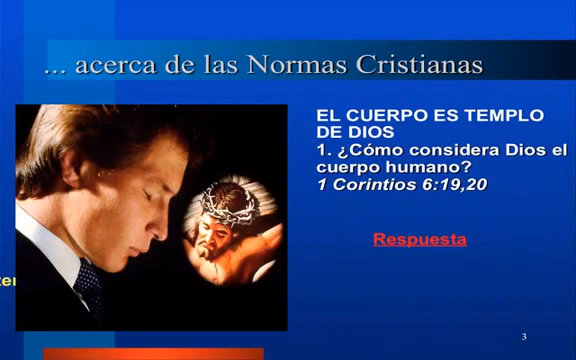 ... acerca de las Normas Cristianas
EL CUERPO ES TEMPLO
DE DIOS
1. ¿Cómo considera Dios el
cuerpo humano?
1 Corintios 6:19,20
Respuesta
3